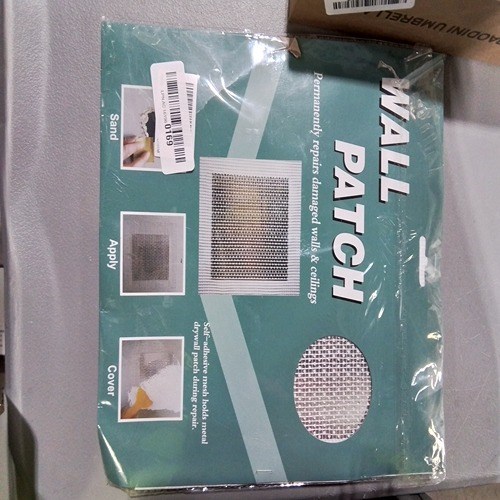 WALL
PATCH
Permanently repairs damaged walls & ceilings
Self-adhesive mesh holds metal
drywall patch during repair.
Sand
Apply
Cover
0169